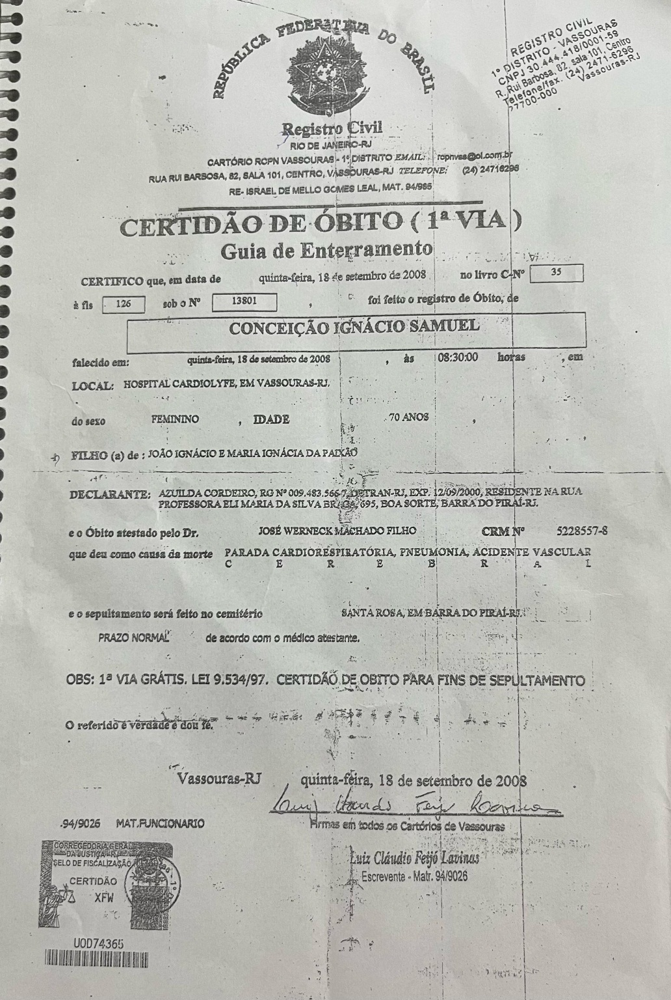 REPÚBLICA FEDERATIVA DO BRASIL
REGISTRO CIVIL
1º DISTRITO - VASSOURAS
CNPJ 30.444.418/0001-59
R. Rui Barbosa, 82, sala 101, Centro
Telefone/fax. (24) 2471-6296
27700-000 Vassouras-RJ
Registro Civil
RIO DE JANEIRO-RJ
CARTÓRIO RCPN VASSOURAS - 1º DISTRITO EMAIL: rcpnvas@ol.com.br
RUA RUI BARBOSA, 82, SALA 101, CENTRO, VASSOURAS-RJ TELEFONE: (24) 24716296
RE- ISRAEL DE MELLO GOMES LEAL, MAT. 94/985
CERTIDÃO DE ÓBITO ( 1ª VIA )
Guia de Enterramento
CERTIFICO que, em data de quinta-feira, 18 de setembro de 2008 no livro C-Nº 35
à fls 126 sob o Nº 13801 , foi feito o registro de Óbito, de
CONCEIÇÃO IGNÁCIO SAMUEL
falecido em: quinta-feira, 18 de setembro de 2008 , às 08:30:00 horas , em
LOCAL: HOSPITAL CARDIOLYFE, EM VASSOURAS-RJ.
do sexo FEMININO , IDADE 70 ANOS ,
FILHO (a) de : JOÃO IGNÁCIO E MARIA IGNÁCIA DA PAIXÃO
DECLARANTE: AZUILDA CORDEIRO, RG Nº 009.483.566-7, DETRAN-RJ, EXP. 12/09/2000, RESIDENTE NA RUA
PROFESSORA ELI MARIA DA SILVA BRAGA, 695, BOA SORTE, BARRA DO PIRAÍ-RJ.
e o Óbito atestado pelo Dr. JOSÉ WERNECK MACHADO FILHO CRM Nº 5228557-8
que deu como causa da morte PARADA CARDIORESPIRATÓRIA, PNEUMONIA, ACIDENTE VASCULAR
C E R E B R A L
e o sepultamento será feito no cemitério SANTA ROSA, EM BARRA DO PIRAÍ-RJ.
PRAZO NORMAL de acordo com o médico atestante.
OBS: 1ª VIA GRÁTIS. LEI 9.534/97. CERTIDÃO DE OBITO PARA FINS DE SEPULTAMENTO
O referido é verdade e dou fé.
Vassouras-RJ quinta-feira, 18 de setembro de 2008
.94/9026 MAT.FUNCIONARIO
Firmas em todos os Cartórios de Vassouras
Luiz Cláudio Feijó Lavinas
Escrevente - Matr. 94/9026
CORREGEDORIA GERAL
DA JUSTIÇA - RJ
SELO DE FISCALIZAÇÃO
CERTIDÃO
XFW
UOD74365